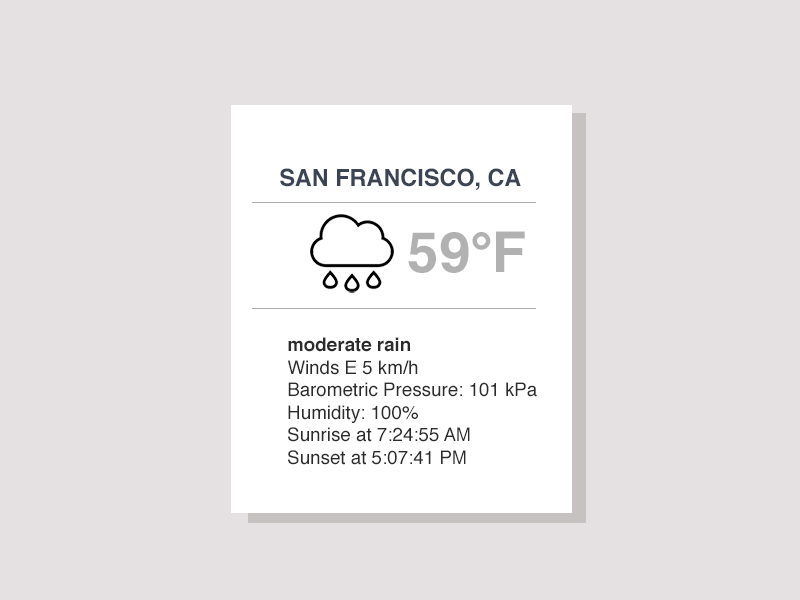 SAN FRANCISCO, CA
59°F
moderate rain
Winds E 5 km/h
Barometric Pressure: 101 kPa
Humidity: 100%
Sunrise at 7:24:55 AM
Sunset at 5:07:41 PM